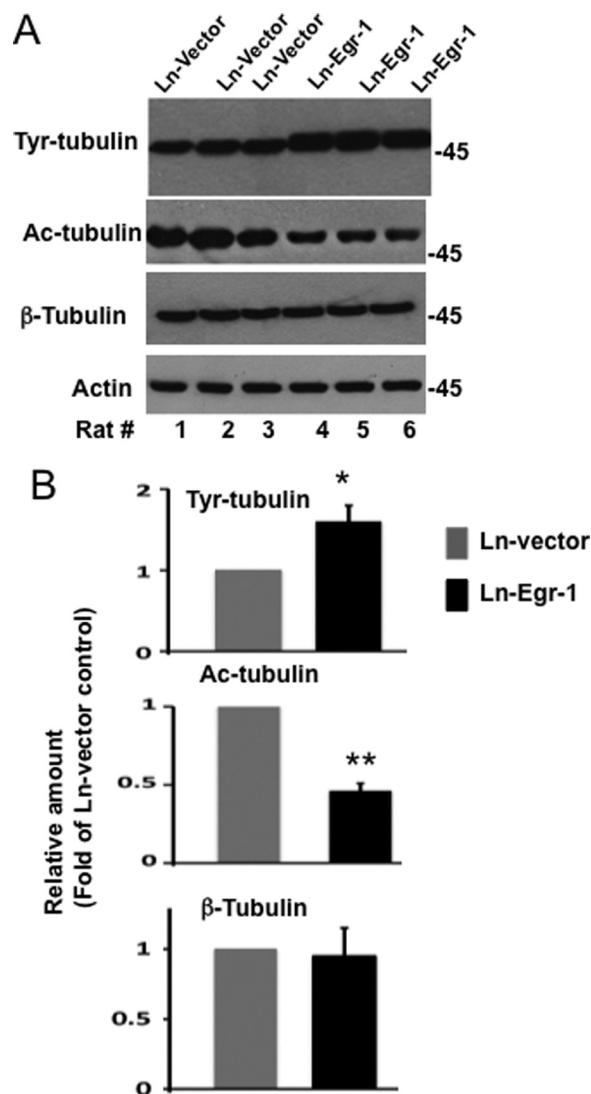 A
Ln-Vector Ln-Vector Ln-Vector Ln-Egr-1 Ln-Egr-1 Ln-Egr-1
Tyr-tubulin -45
Ac-tubulin -45
β-Tubulin -45
Actin -45
Rat # 1 2 3 4 5 6
B
2
Tyr-tubulin *
1
0
Ln-vector
Ln-Egr-1
Relative amount
(Fold of Ln-vector control)
Ac-tubulin
1
0.5 **
0
β-Tubulin
1
0.5
0